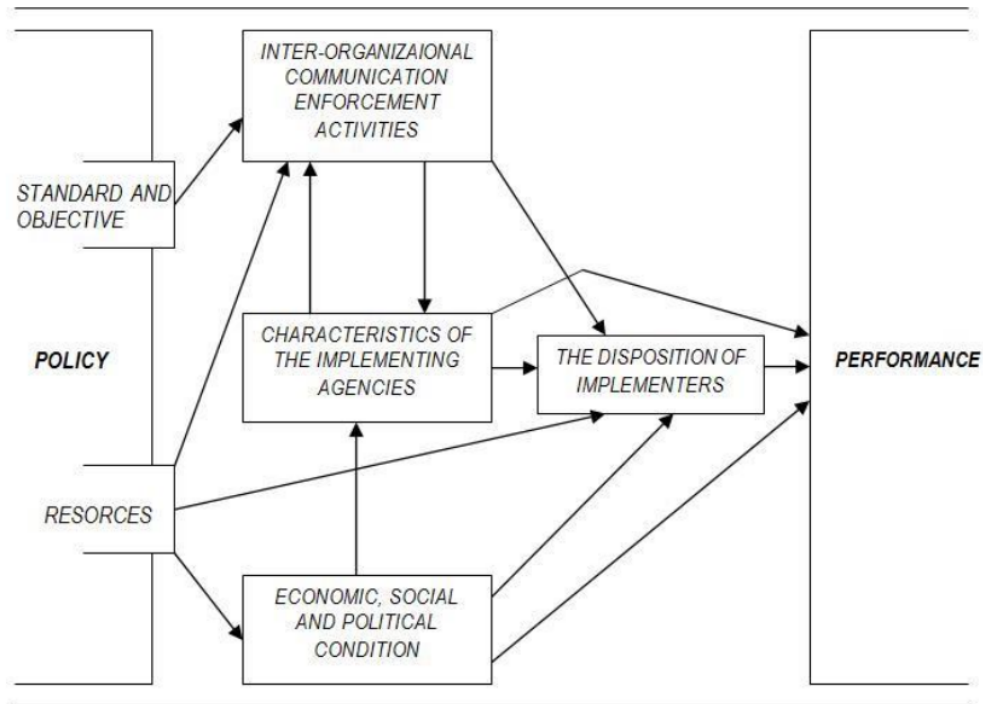 INTER-ORGANIZAIONAL
COMMUNICATION
ENFORCEMENT
ACTIVITIES
STANDARD AND
OBJECTIVE
POLICY
CHARACTERISTICS OF
THE IMPLEMENTING
AGENCIES
THE DISPOSITION OF
IMPLEMENTERS
PERFORMANCE
RESORCES
ECONOMIC, SOCIAL
AND POLITICAL
CONDITION